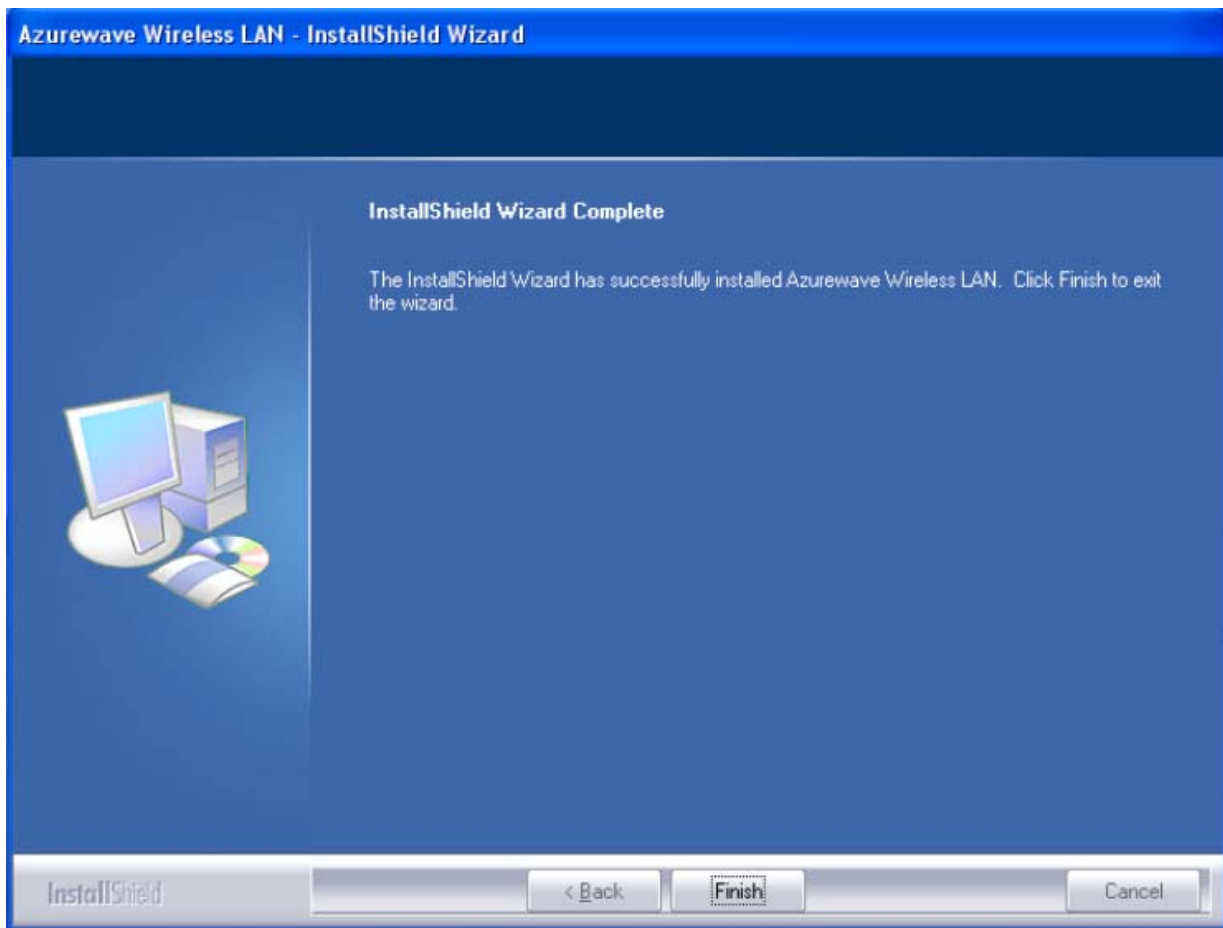 Azurewave Wireless LAN - InstallShield Wizard
InstallShield Wizard Complete
The InstallShield Wizard has successfully installed Azurewave Wireless LAN. Click Finish to exit
the wizard.
InstallShield
< Back
Finish
Cancel